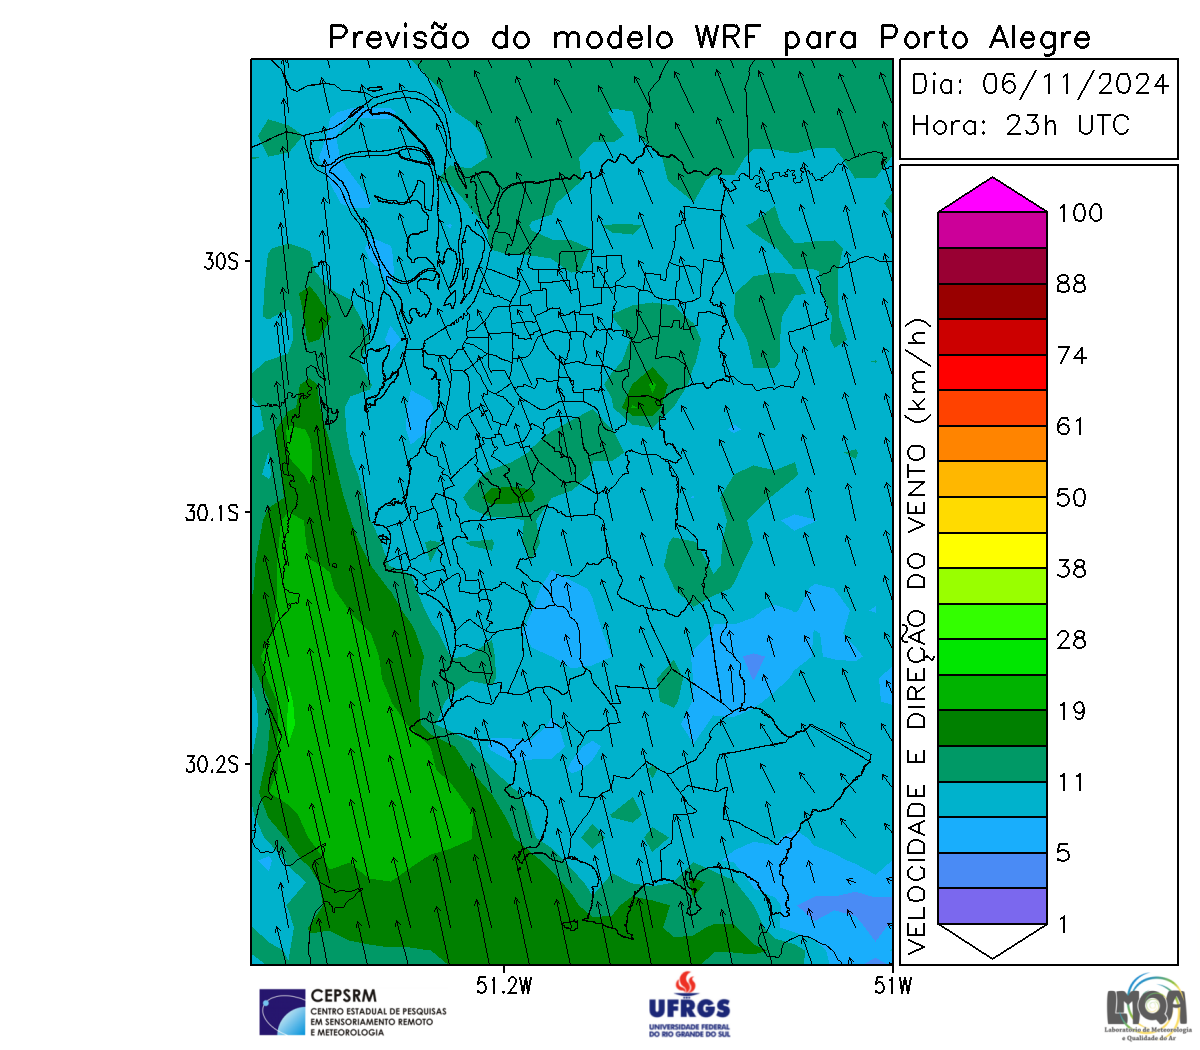 Previsão do modelo WRF para Porto Alegre
Dia: 06/11/2024
Hora: 23h UTC
30S
30.1S
30.2S
51.2W
51W
VELOCIDADE E DIREÇÃO DO VENTO (km/h)
100
88
74
61
50
38
28
19
11
5
1
CEPSRM
CENTRO ESTADUAL DE PESQUISAS
EM SENSORIAMENTO REMOTO
E METEOROLOGIA
UFRGS
UNIVERSIDADE FEDERAL
DO RIO GRANDE DO SUL
LMQA
Laboratório de Meteorologia
e Qualidade do Ar